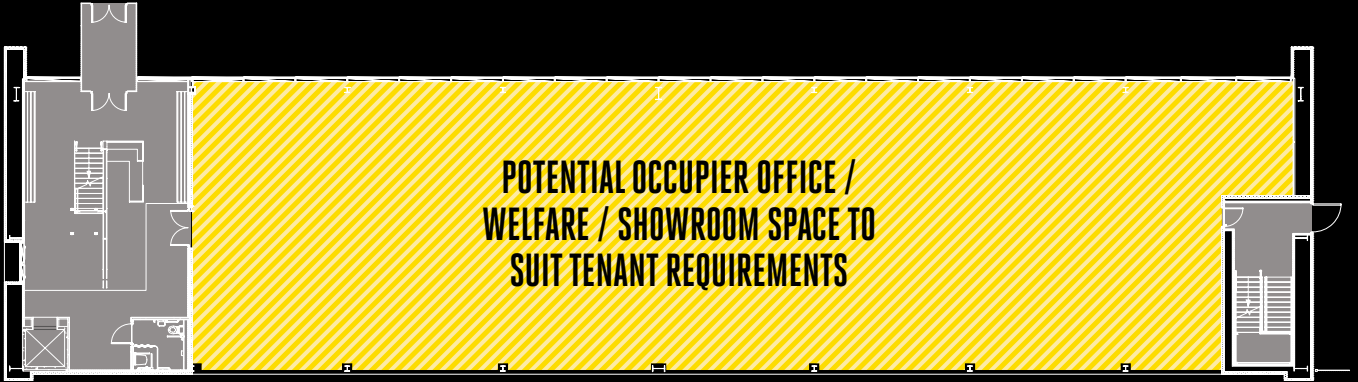 POTENTIAL OCCUPIER OFFICE /
WELFARE / SHOWROOM SPACE TO
SUIT TENANT REQUIREMENTS